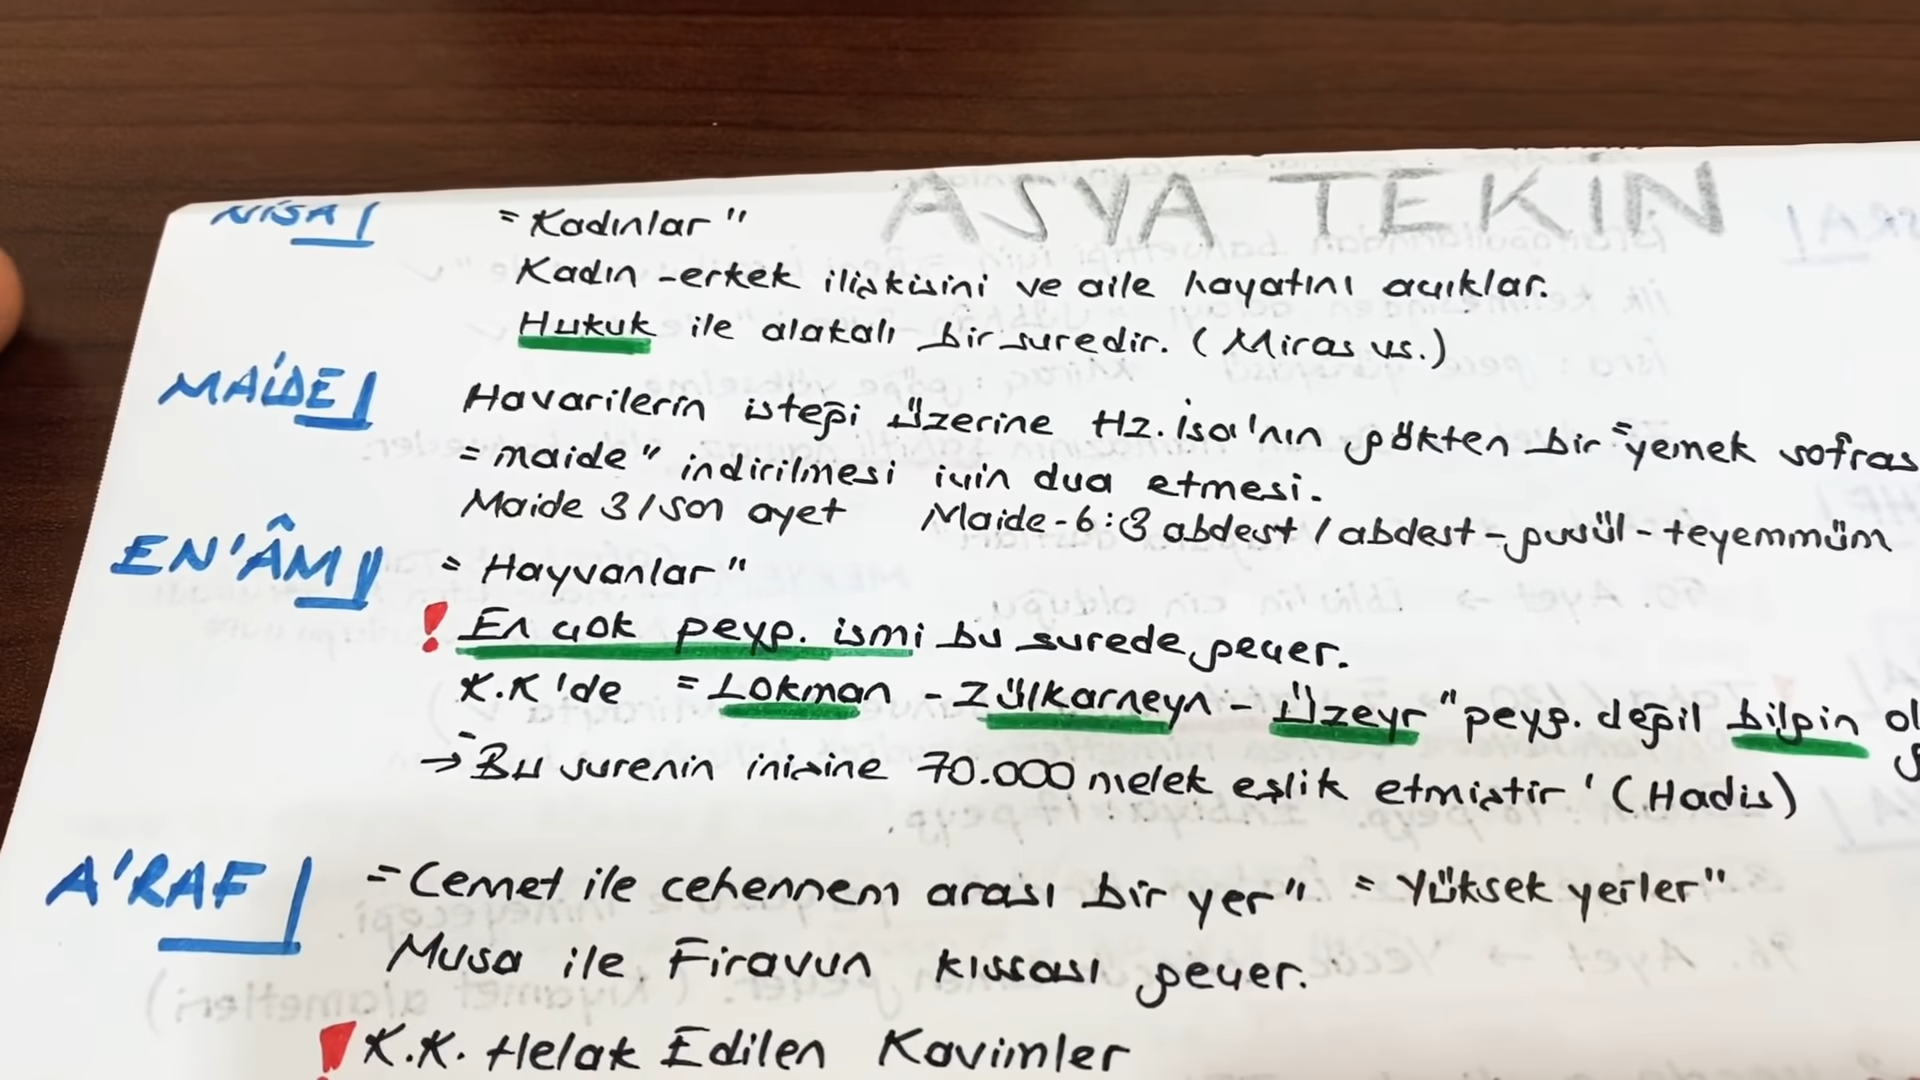 ASYA TEKİN
NİSA "Kadınlar"
Kadın-erkek ilişkisini ve aile hayatını açıklar.
Hukuk ile alakalı bir suredir. (Miras vs.)
MAİDE Havarilerin isteği üzerine Hz. İsa'nın gökten bir "yemek sofras
"maide" indirilmesi için dua etmesi.
Maide 3/son ayet Maide-6: abdest/abdest-gusül-teyemmüm
EN'ÂM "Hayvanlar"
! En çok peyg. ismi bu surede geçer.
K.K'de "Lokman - Zülkarneyn - Üzeyr" peyg. değil bilgin
→ Bu surenin inişine 70.000 melek eşlik etmiştir' (Hadis)
A'RAF "Cennet ile cehennem arası bir yer" "Yüksek yerler"
Musa ile Firavun kıssası geçer.
! K.K. Helak Edilen Kavimler